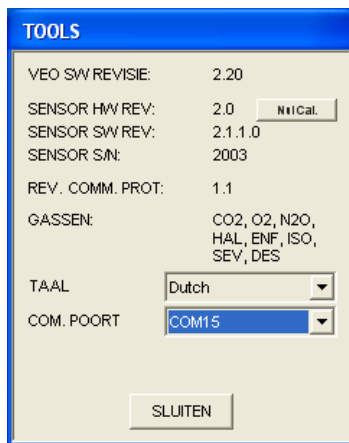 TOOLS
VEO SW REVISIE: 2.20
SENSOR HW REV: 2.0 Nul Cal.
SENSOR SW REV: 2.1.1.0
SENSOR S/N: 2003
REV. COMM. PROT: 1.1
GASSEN: CO2, O2, N2O,
HAL, ENF, ISO,
SEV, DES
TAAL Dutch
COM. POORT COM15
SLUITEN